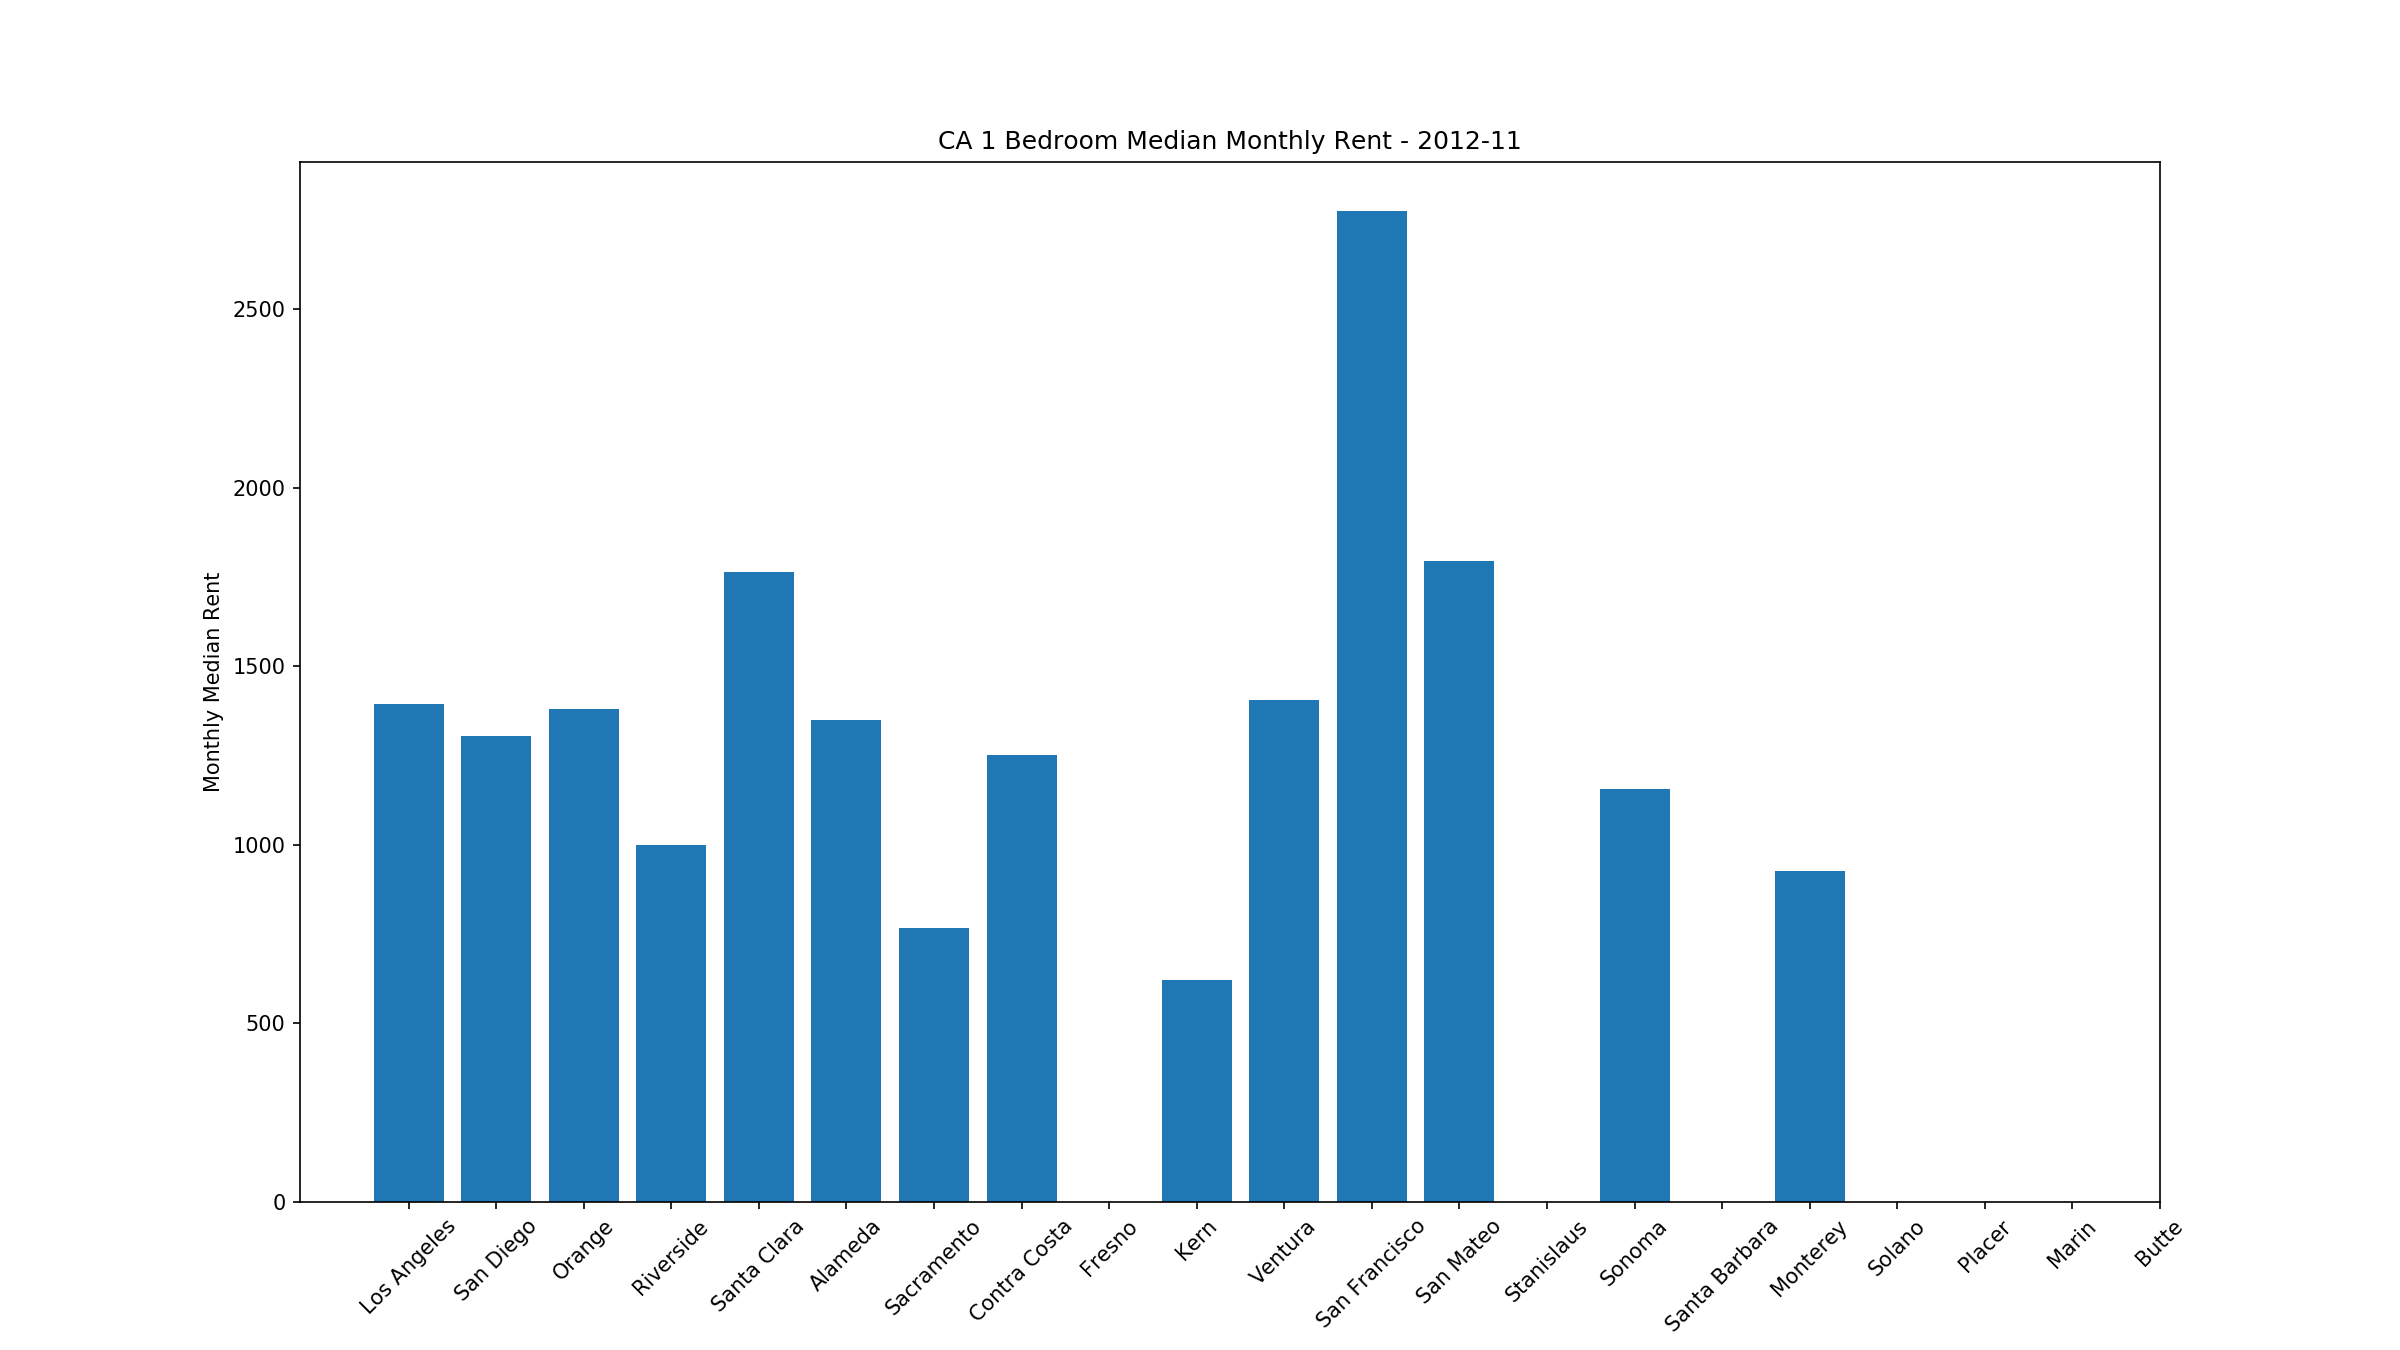 CA 1 Bedroom Median Monthly Rent - 2012-11
Monthly Median Rent
2500
2000
1500
1000
500
0
Los Angeles
San Diego
Orange
Riverside
Santa Clara
Alameda
Sacramento
Contra Costa
Fresno
Kern
Ventura
San Francisco
San Mateo
Stanislaus
Sonoma
Santa Barbara
Monterey
Solano
Placer
Marin
Butte